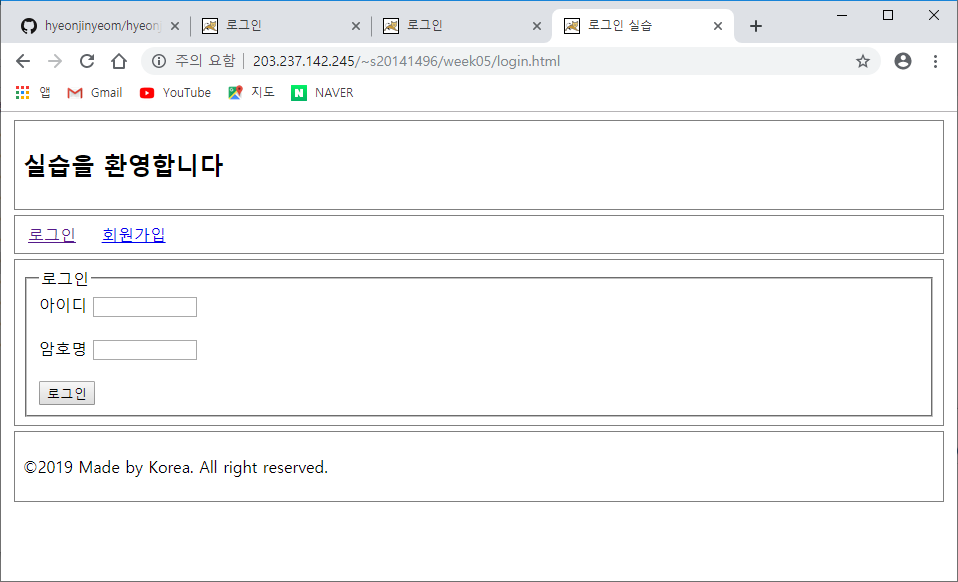 hyeonjinyeom/hyeonj
로그인
로그인
로그인 실습
주의 요함 203.237.142.245/~s20141496/week05/login.html
앱 Gmail YouTube 지도 N NAVER
실습을 환영합니다
로그인 회원가입
로그인
아이디
암호명
로그인
©2019 Made by Korea. All right reserved.